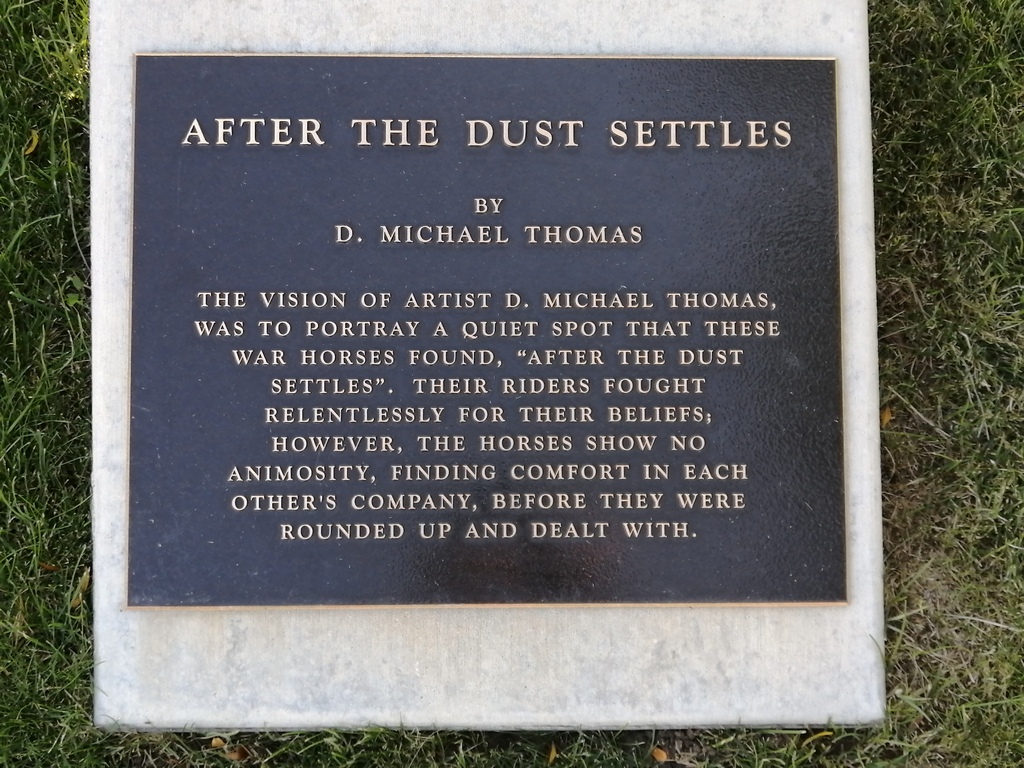 AFTER THE DUST SETTLES
BY
D. MICHAEL THOMAS
THE VISION OF ARTIST D. MICHAEL THOMAS,
WAS TO PORTRAY A QUIET SPOT THAT THESE
WAR HORSES FOUND, “AFTER THE DUST
SETTLES”. THEIR RIDERS FOUGHT
RELENTLESSLY FOR THEIR BELIEFS;
HOWEVER, THE HORSES SHOW NO
ANIMOSITY, FINDING COMFORT IN EACH
OTHER'S COMPANY, BEFORE THEY WERE
ROUNDED UP AND DEALT WITH.